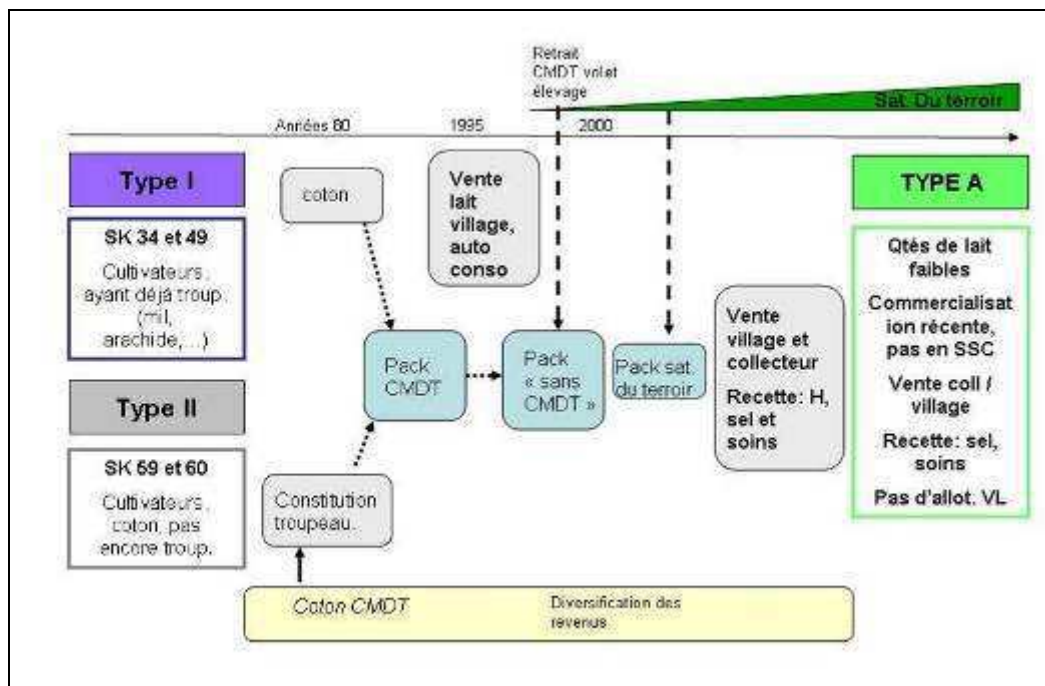 Retrait
CMDT volet
élevage
Sat. Du terroir
Années 80
1995
2000
Type I
SK 34 et 49
Cultivateurs,
ayant déjà troup.
(mil,
arachide,...)
Type II
SK 59 et 60
Cultivateurs,
coton, pas
encore troup.
coton
Vente
lait
village,
auto
conso
Pack
CMDT
Pack
« sans
CMDT »
Pack sat.
du terroir
Constitution
troupeau.
Vente
village et
collecteur
Recette: H,
sel et
soins
TYPE A
Qtés de lait
faibles
Commercialisat
ion récente,
pas en SSC
Vente coll /
village
Recette: sel,
soins
Pas d'allot. VL
Coton CMDT
Diversification des
revenus